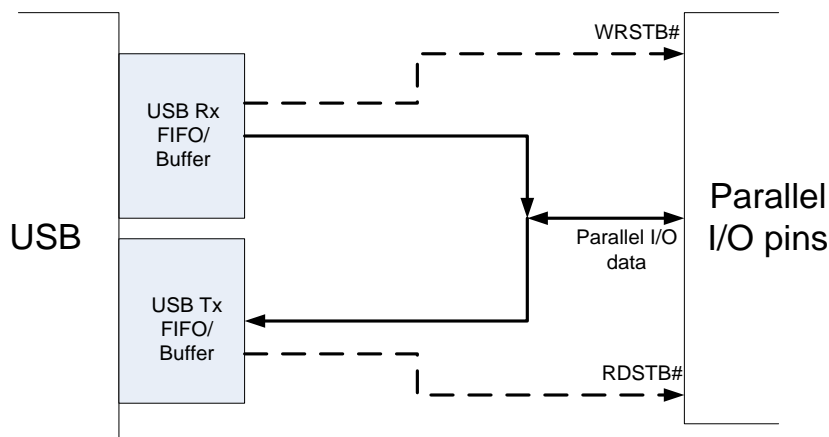 WRSTB#
USB Rx
FIFO/
Buffer
USB
Parallel
I/O pins
Parallel I/O
data
USB Tx
FIFO/
Buffer
RDSTB#